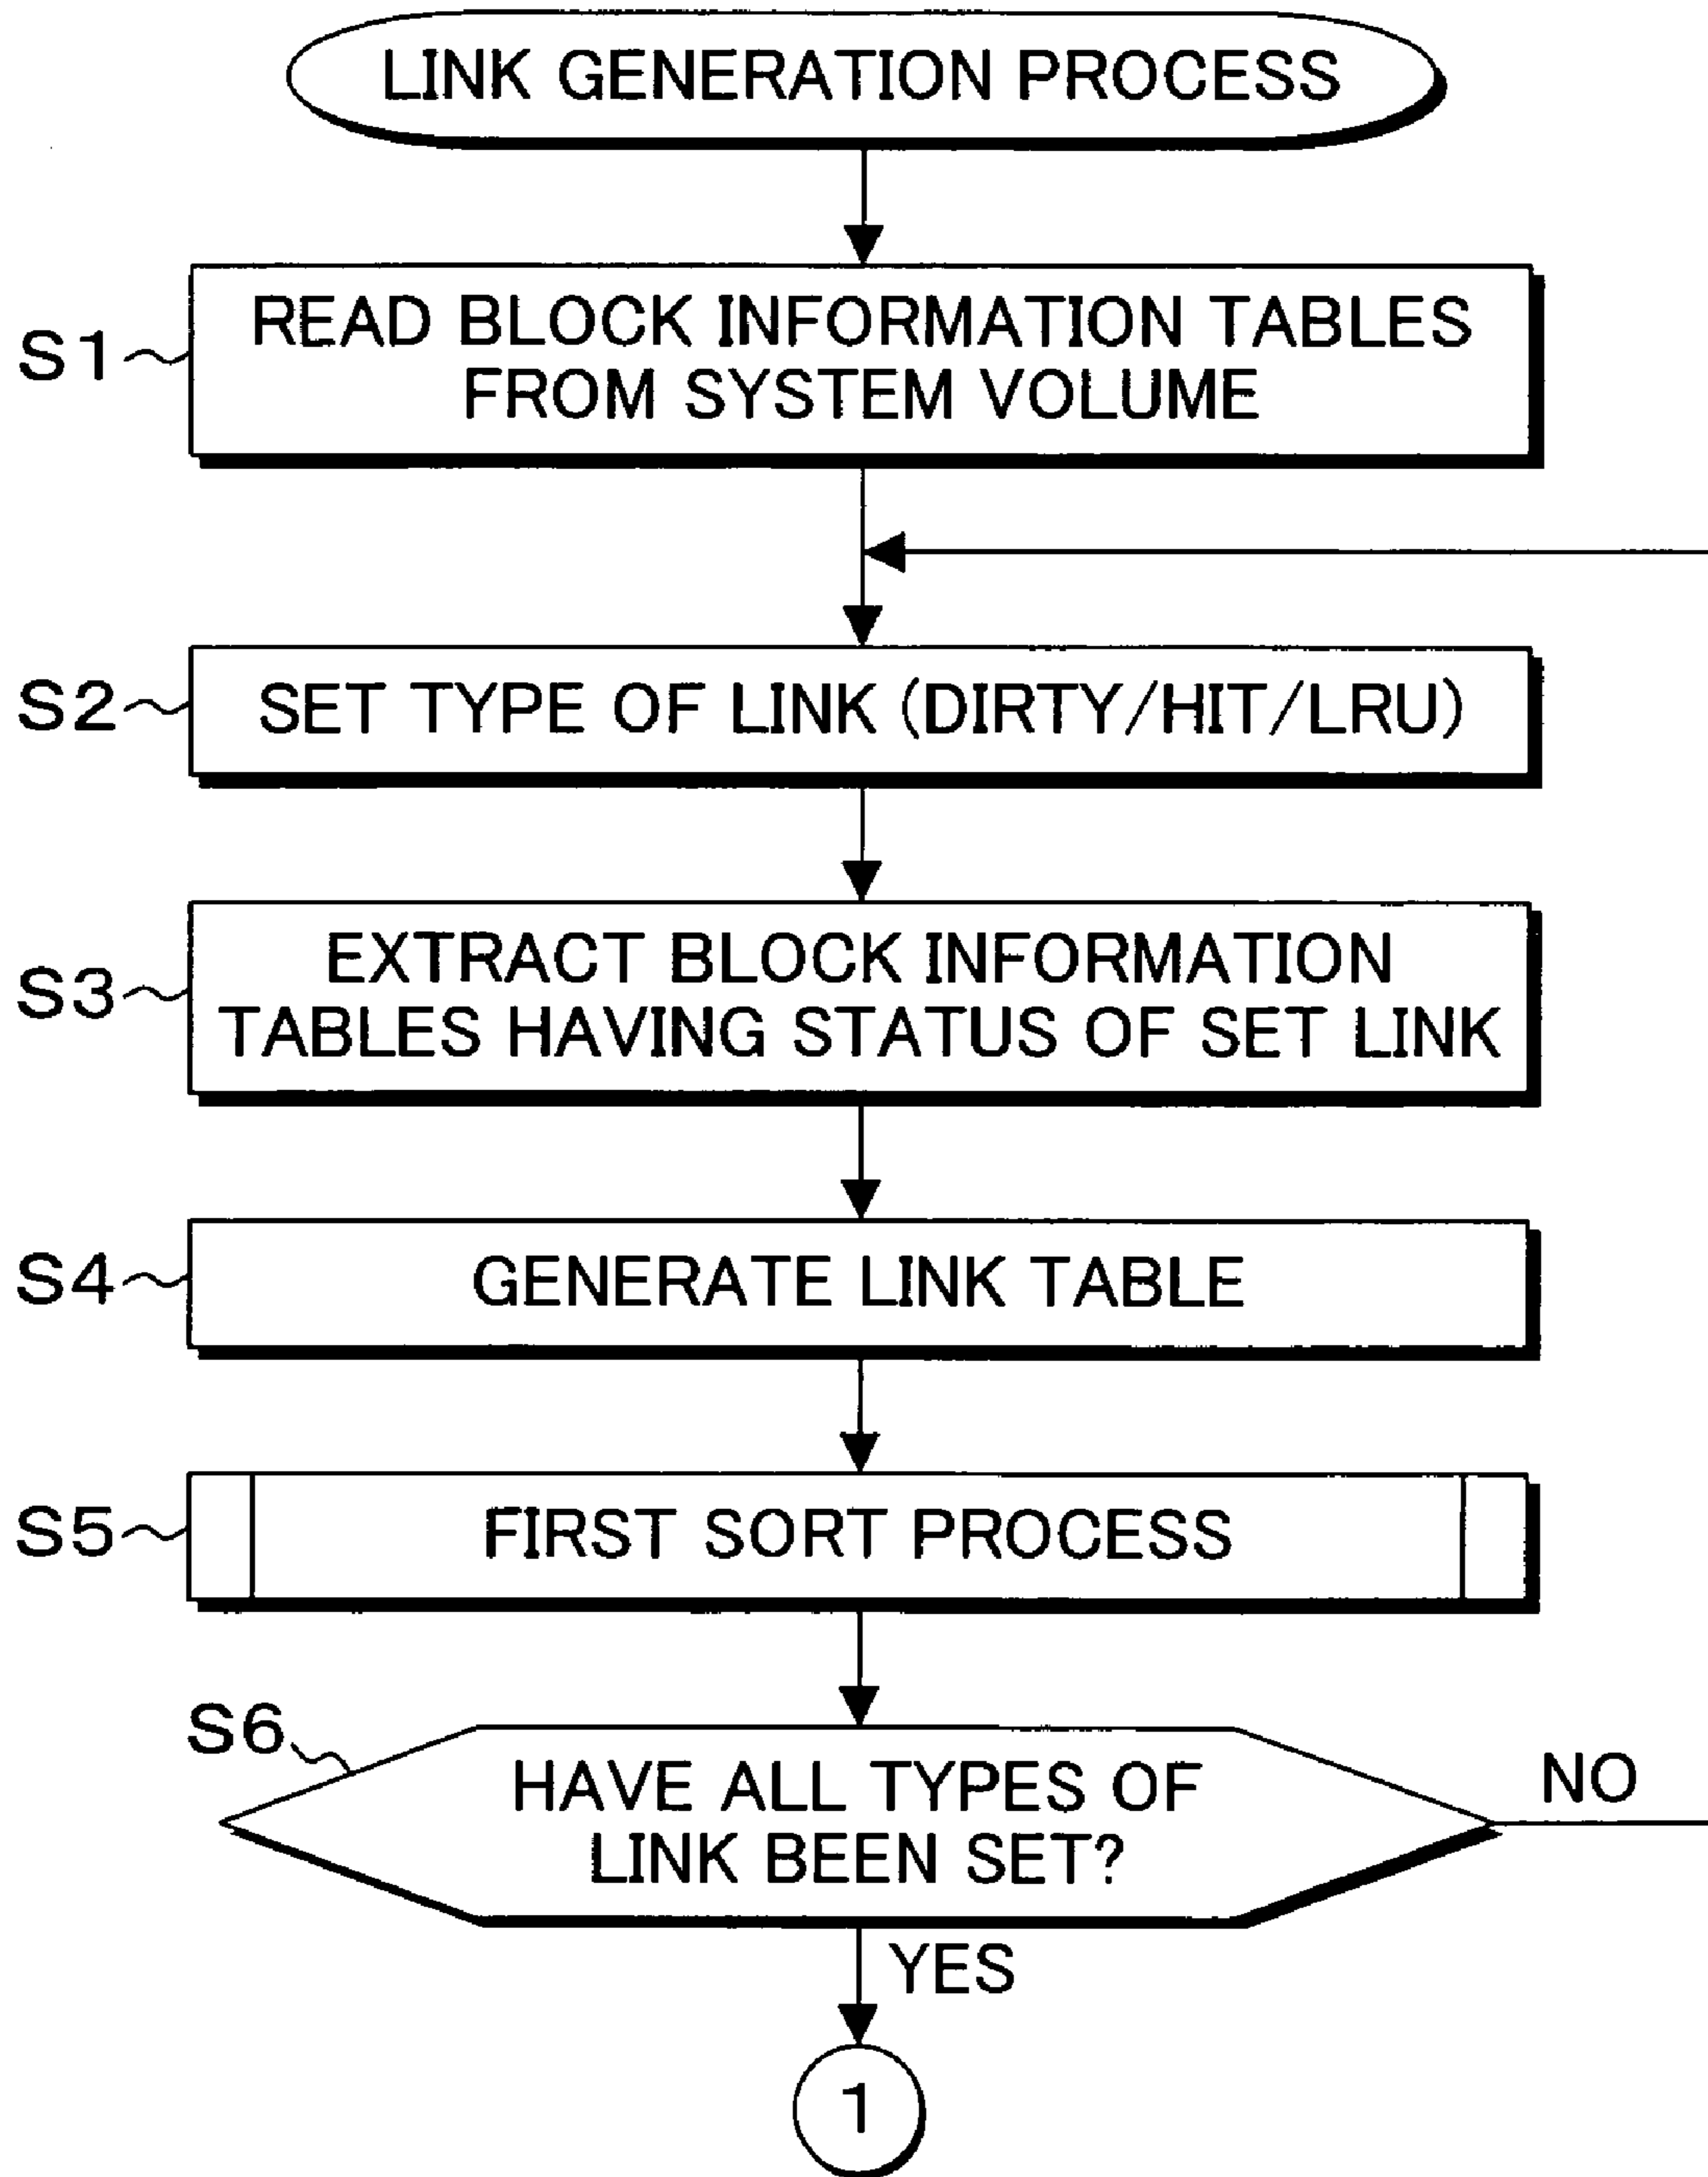 LINK GENERATION PROCESS
S1
READ BLOCK INFORMATION TABLES
FROM SYSTEM VOLUME
S2
SET TYPE OF LINK (DIRTY/HIT/LRU)
S3
EXTRACT BLOCK INFORMATION
TABLES HAVING STATUS OF SET LINK
S4
GENERATE LINK TABLE
S5
FIRST SORT PROCESS
S6
HAVE ALL TYPES OF
LINK BEEN SET?
NO
YES
1